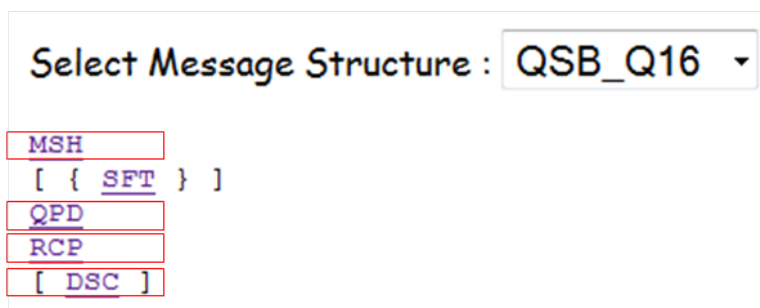 Select Message Structure : QSB_Q16
MSH
[ { SFT } ]
QPD
RCP
[ DSC ]